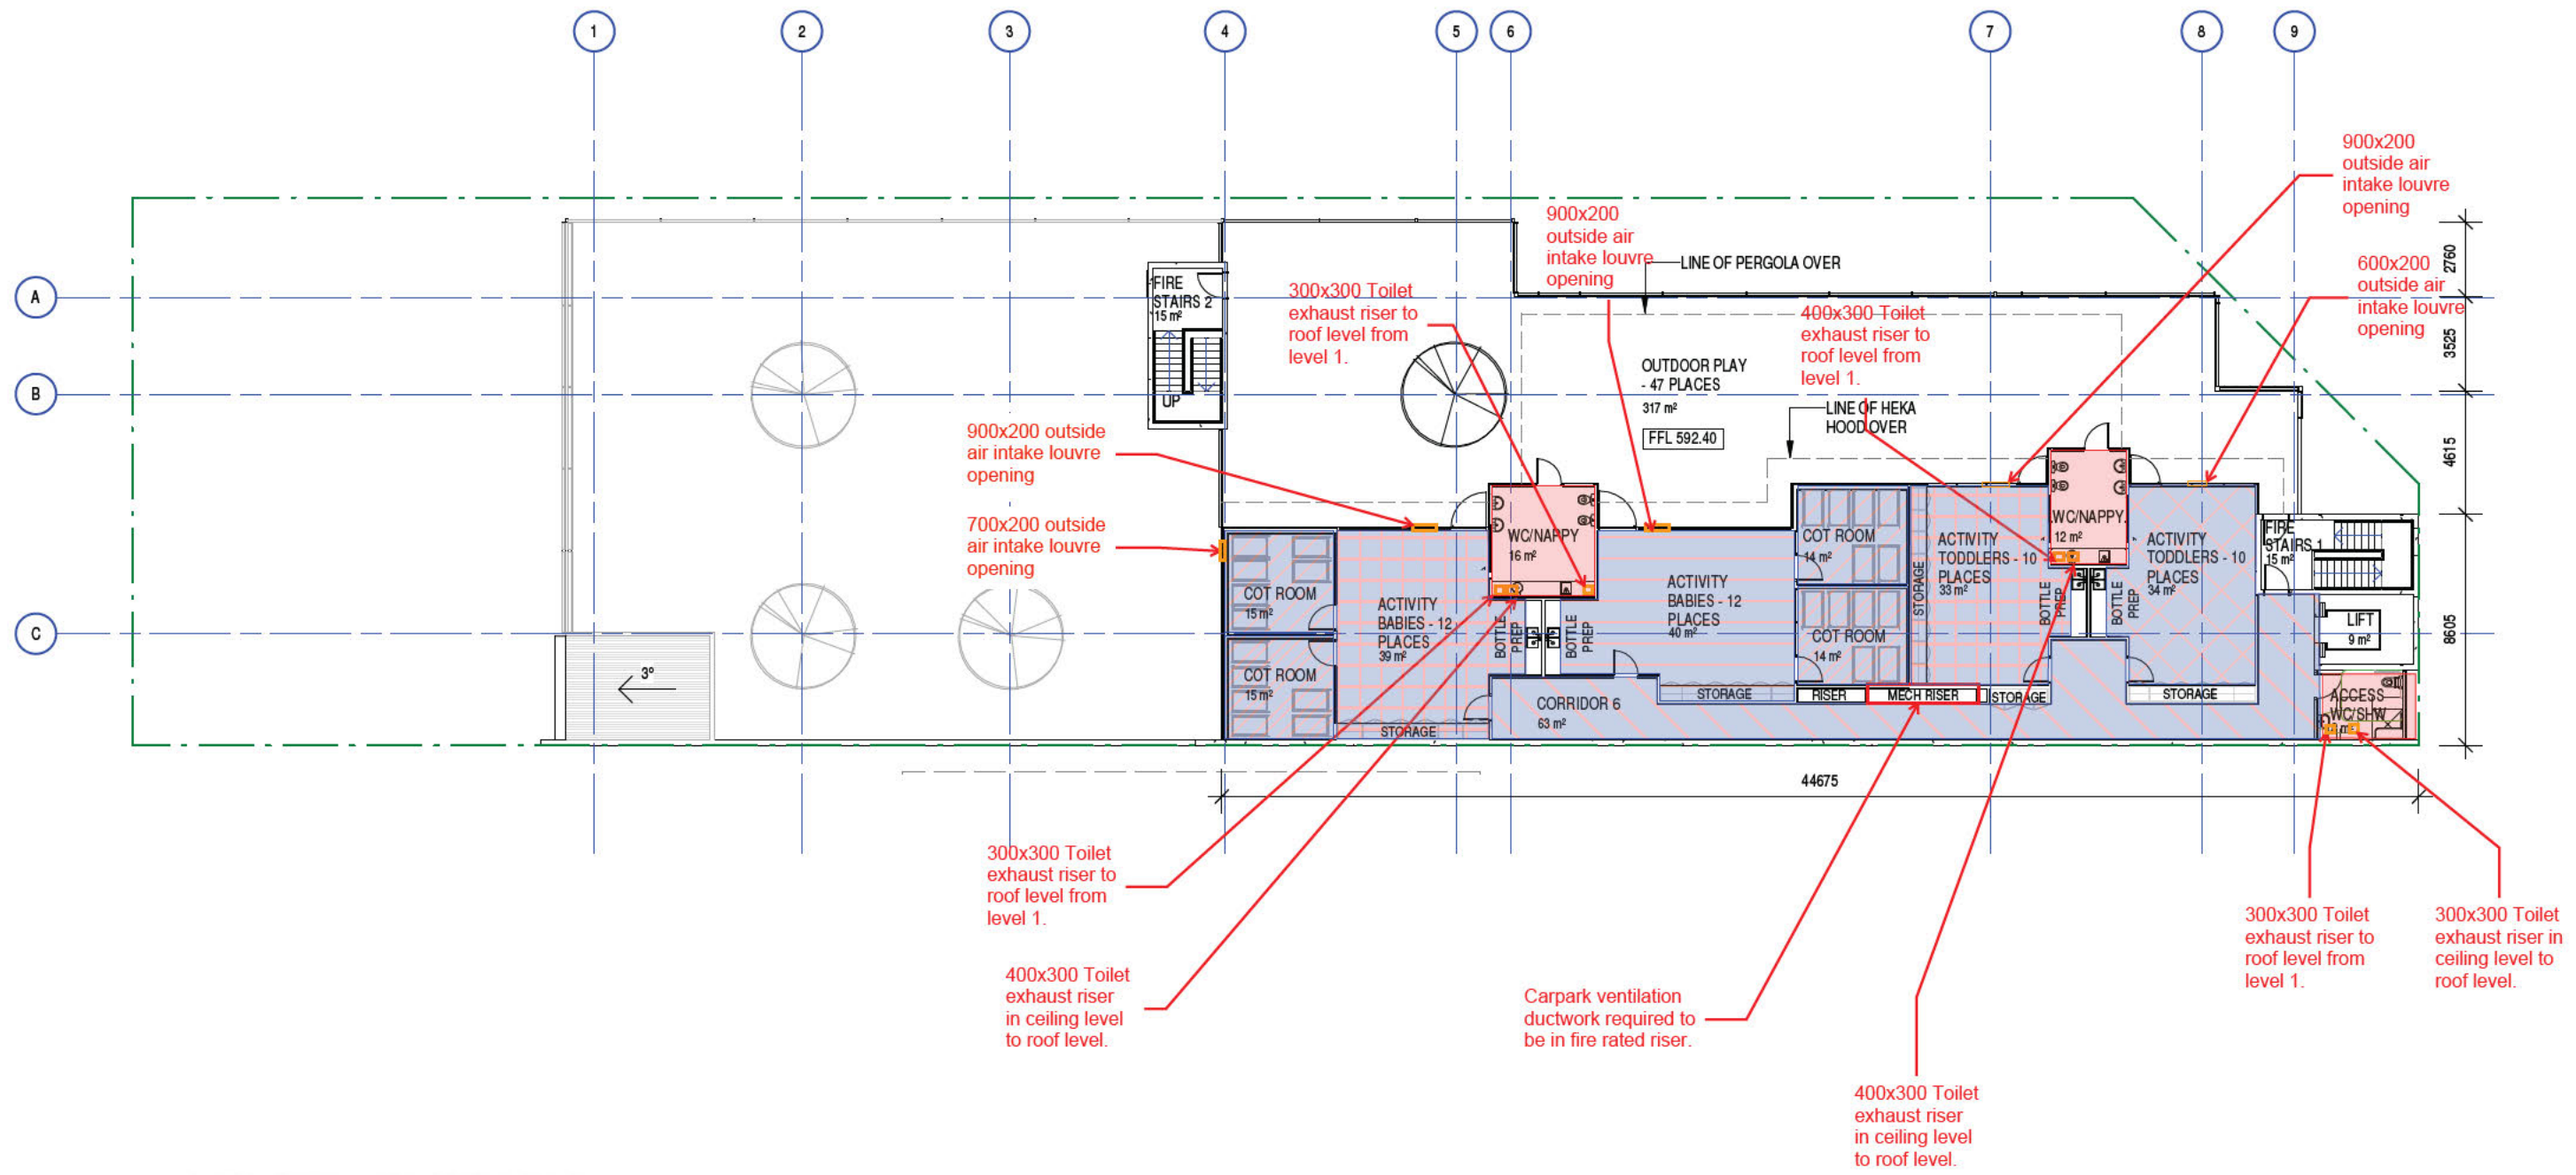 1
2
3
4
5
6
7
8
9
900x200
outside air
intake louvre
opening
900x200
outside air
intake louvre
opening
LINE OF PERGOLA OVER
600x200
outside air
intake louvre
opening
2760
A
FIRE
STAIRS 2
15 m²
300x300 Toilet
exhaust riser to
roof level from
level 1.
400x300 Toilet
exhaust riser to
roof level from
level 1.
3525
OUTDOOR PLAY
- 47 PLACES
317 m²
FFL 592.40
B
UP
LINE OF HEKA
HOOD OVER
900x200 outside
air intake louvre
opening
4615
700x200 outside
air intake louvre
opening
WC/NAPPY
16 m²
COT ROOM
14 m²
ACTIVITY
TODDLERS - 10
PLACES
33 m²
WC/NAPPY
12 m²
ACTIVITY
TODDLERS - 10
PLACES
34 m²
FIRE
STAIRS 1
15 m²
COT ROOM
15 m²
ACTIVITY
BABIES - 12
PLACES
39 m²
BOTTLE
PREP
BOTTLE
PREP
ACTIVITY
BABIES - 12
PLACES
40 m²
STORAGE
BOTTLE
PREP
BOTTLE
PREP
C
COT ROOM
14 m²
LIFT
9 m²
8605
3°
COT ROOM
15 m²
STORAGE
CORRIDOR 6
63 m²
STORAGE
RISER
MECH RISER
STORAGE
STORAGE
ACCESS
WC/SHW
44675
300x300 Toilet
exhaust riser to
roof level from
level 1.
400x300 Toilet
exhaust riser
in ceiling level
to roof level.
Carpark ventilation
ductwork required to
be in fire rated riser.
400x300 Toilet
exhaust riser
in ceiling level
to roof level.
300x300 Toilet
exhaust riser to
roof level from
level 1.
300x300 Toilet
exhaust riser in
ceiling level to
roof level.